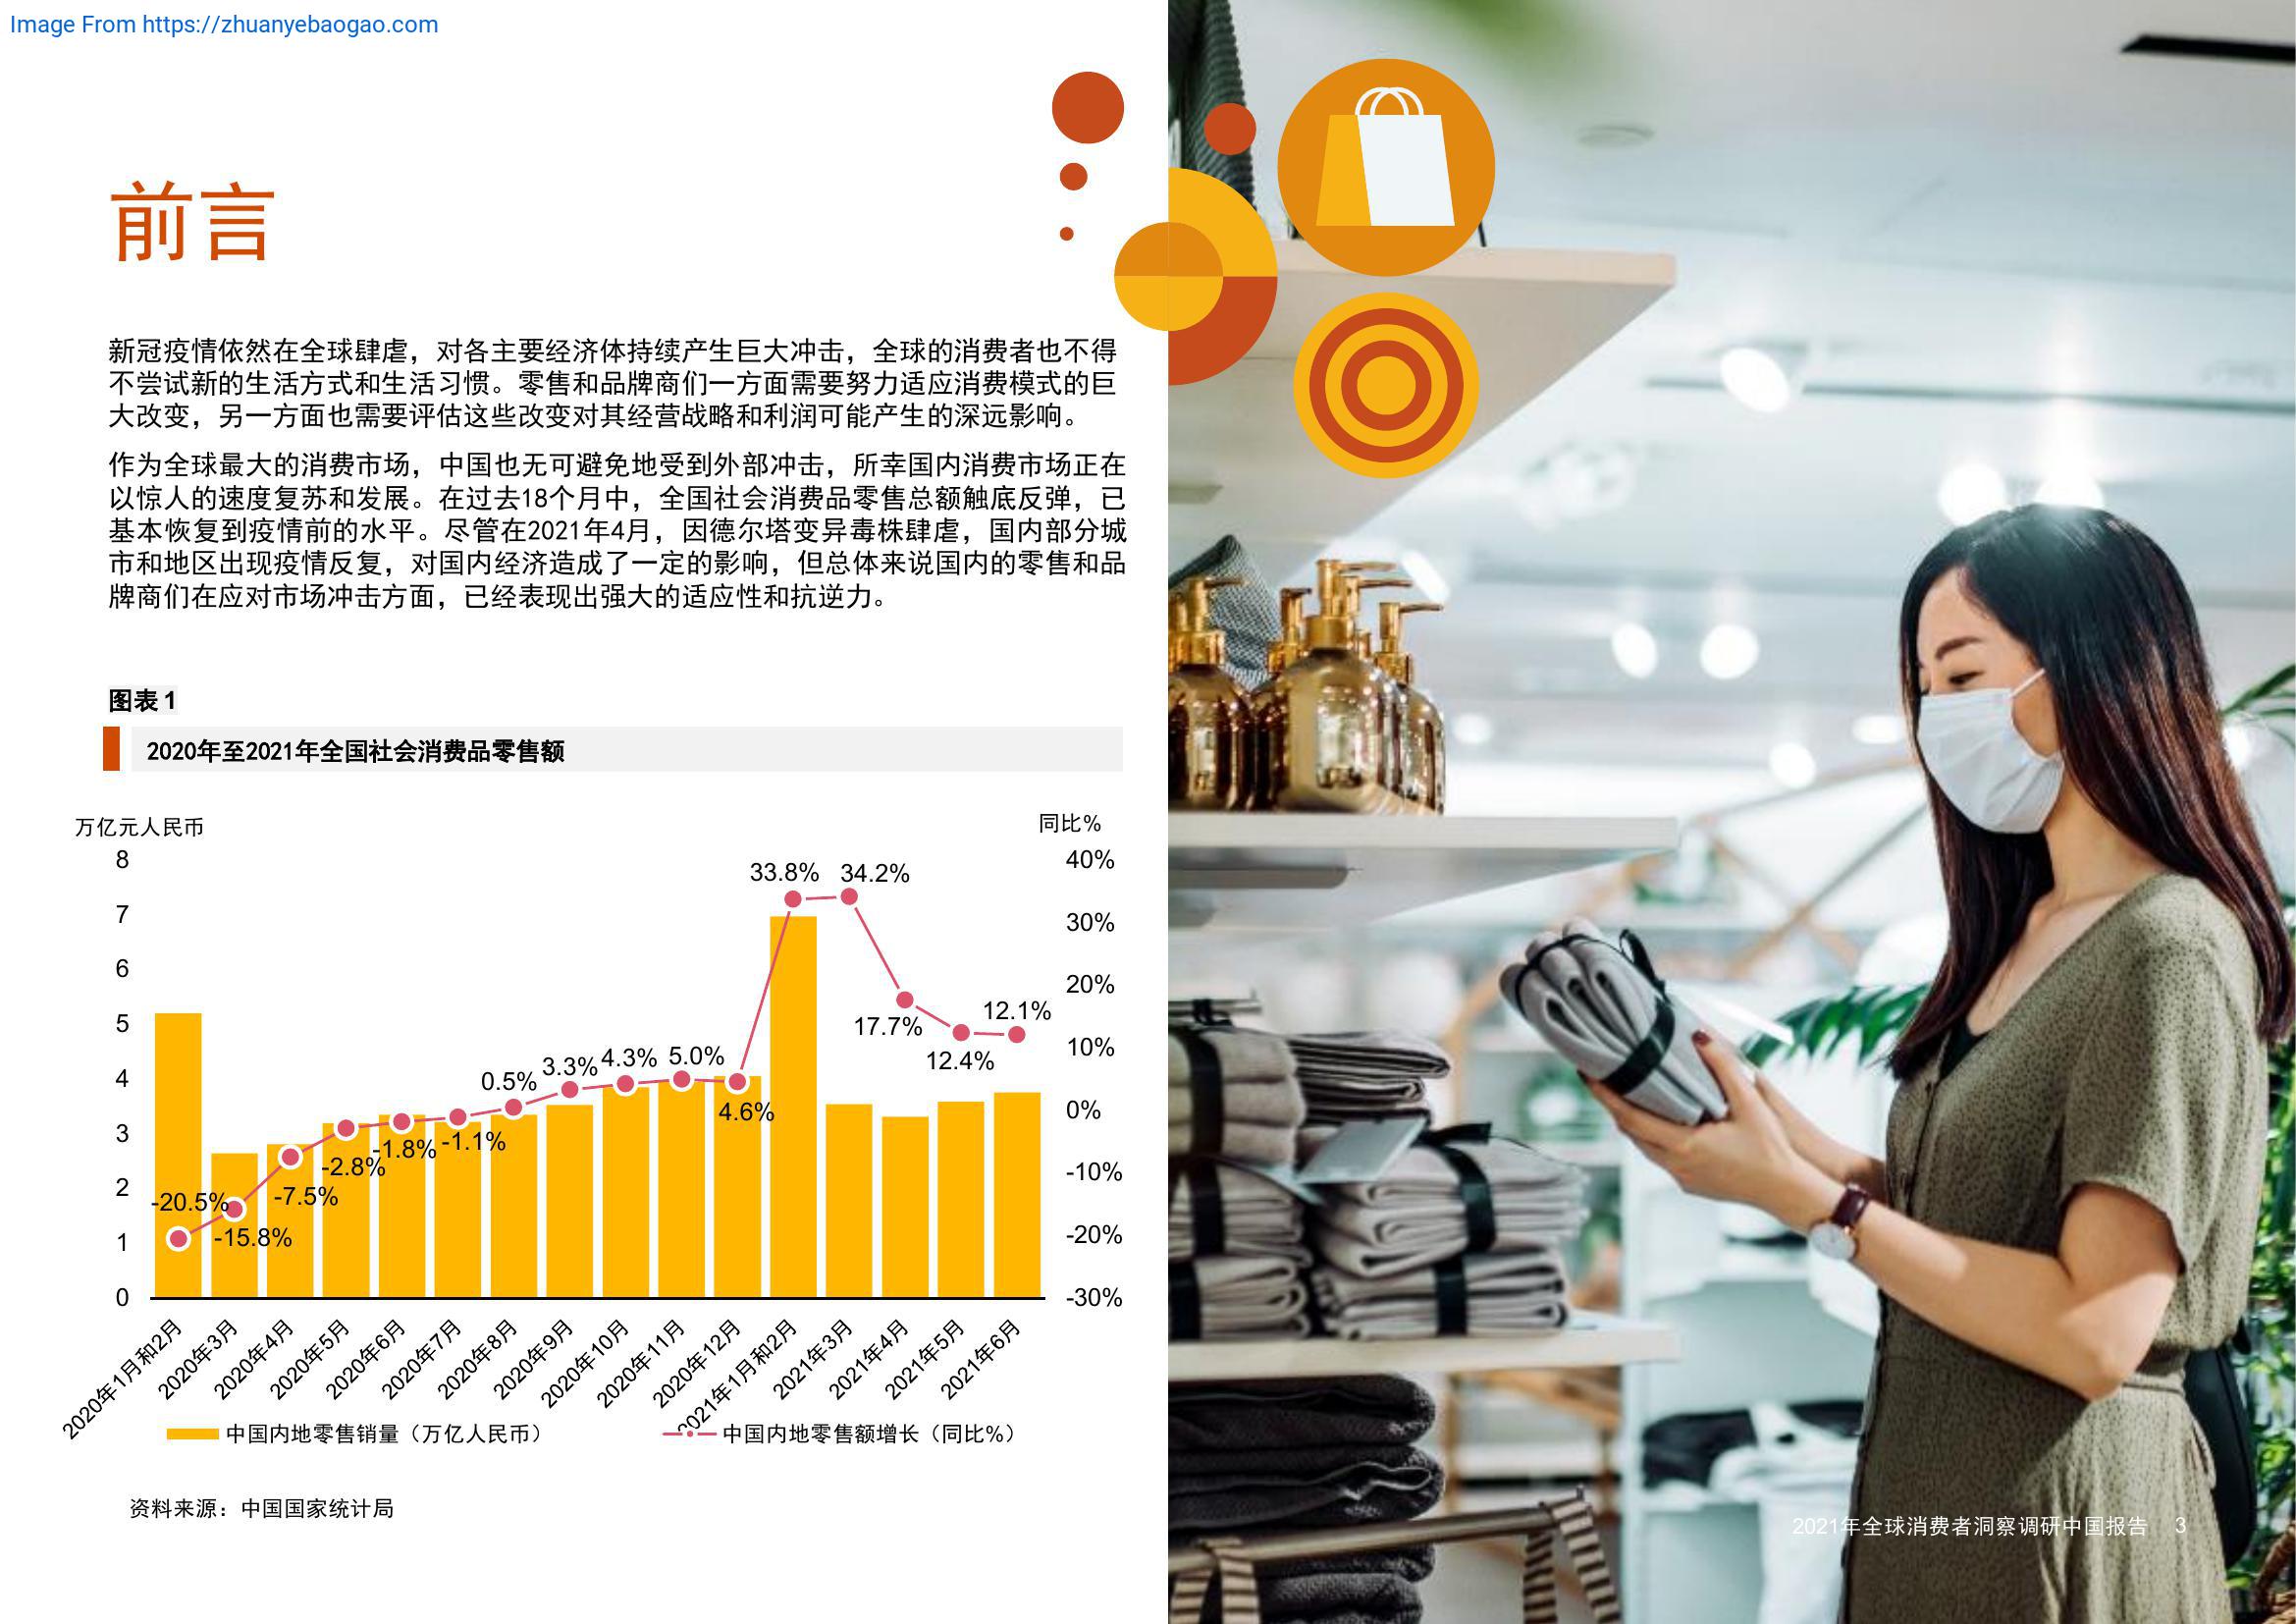 Image From https://zhuanyebaogao.com
前言
新冠疫情依然在全球肆虐，对各主要经济体持续产生巨大冲击，全球的消费者也不得
不尝试新的生活方式和生活习惯。零售和品牌商们一方面需要努力适应消费模式的巨
大改变，另一方面也需要评估这些改变对其经营战略和利润可能产生的深远影响。
作为全球最大的消费市场，中国也无可避免地受到外部冲击，所幸国内消费市场正在
以惊人的速度复苏和发展。在过去18个月中，全国社会消费品零售总额触底反弹，已
基本恢复到疫情前的水平。尽管在2021年4月，因德尔塔变异毒株肆虐，国内部分城
市和地区出现疫情反复，对国内经济造成了一定的影响，但总体来说国内的零售和品
牌商们在应对市场冲击方面，已经表现出强大的适应性和抗逆力。
图表1
2020年至2021年全国社会消费品零售额
万亿元人民币
同比%
8
7
6
5
4
3
2
1
0
40%
30%
20%
10%
0%
-10%
-20%
-30%
-20.5%
-15.8%
-7.5%
-2.8%
-1.8%
-1.1%
0.5%
3.3%
4.3%
5.0%
4.6%
33.8%
34.2%
17.7%
12.4%
12.1%
2020年1月和2月
2020年3月
2020年4月
2020年5月
2020年6月
2020年7月
2020年8月
2020年9月
2020年10月
2020年11月
2020年12月
2021年1月和2月
2021年3月
2021年4月
2021年5月
2021年6月
中国内地零售销量（万亿人民币）
中国内地零售额增长（同比%）
资料来源：中国国家统计局
2021年全球消费者洞察调研中国报告 3